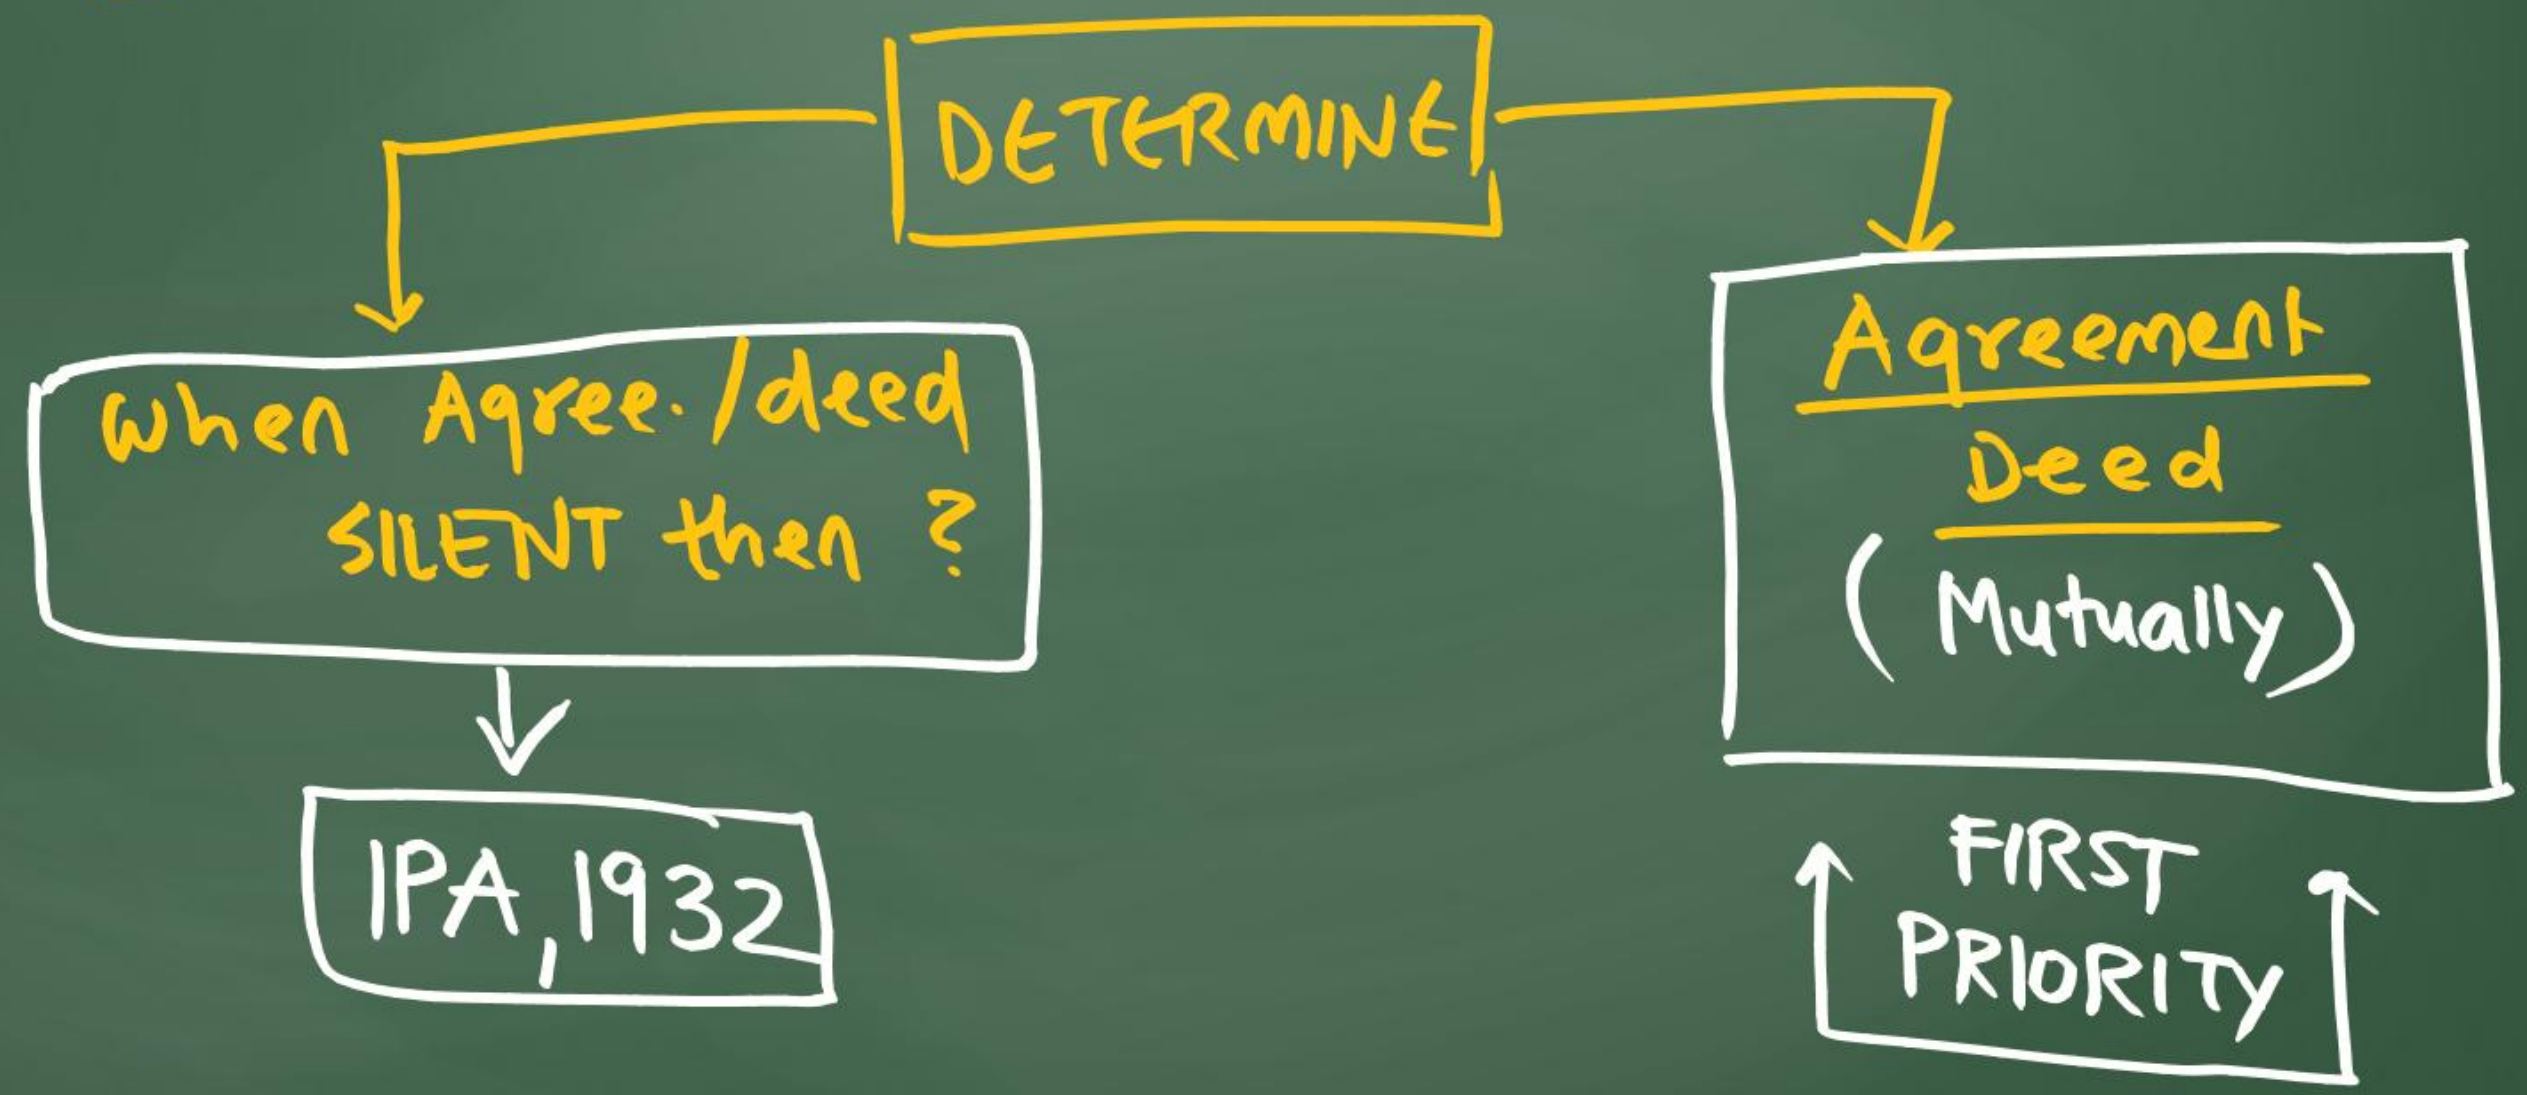 DETERMINE
When Agree./deed
SILENT then ?
IPA, 1932
Agreement
Deed
(Mutually)
FIRST
PRIORITY